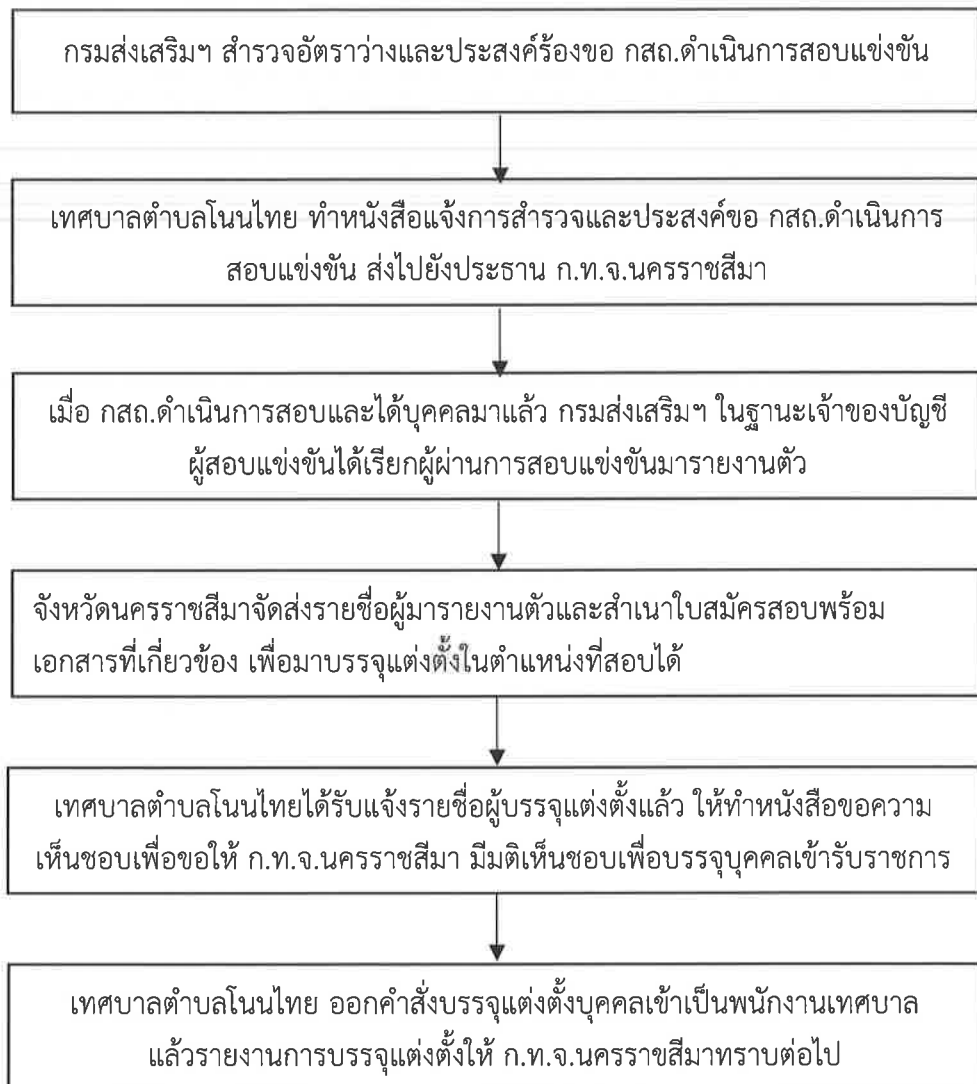 กรมส่งเสริมฯ สำรวจอัตราว่างและประสงค์ร้องขอ กสถ.ดำเนินการสอบแข่งขัน
เทศบาลตำบลโนนไทย ทำหนังสือแจ้งการสำรวจและประสงค์ขอ กสถ.ดำเนินการ
สอบแข่งขัน ส่งไปยังประธาน ก.ท.จ.นครราชสีมา
เมื่อ กสถ.ดำเนินการสอบและได้บุคคลมาแล้ว กรมส่งเสริมฯ ในฐานะเจ้าของบัญชี
ผู้สอบแข่งขันได้เรียกผู้ผ่านการสอบแข่งขันมารายงานตัว
จังหวัดนครราชสีมาจัดส่งรายชื่อผู้มารายงานตัวและสำเนาใบสมัครสอบพร้อม
เอกสารที่เกี่ยวข้อง เพื่อมาบรรจุแต่งตั้งในตำแหน่งที่สอบได้
เทศบาลตำบลโนนไทยได้รับแจ้งรายชื่อผู้บรรจุแต่งตั้งแล้ว ให้ทำหนังสือขอความ
เห็นชอบเพื่อขอให้ ก.ท.จ.นครราชสีมา มีมติเห็นชอบเพื่อบรรจุบุคคลเข้ารับราชการ
เทศบาลตำบลโนนไทย ออกคำสั่งบรรจุแต่งตั้งบุคคลเข้าเป็นพนักงานเทศบาล
แล้วรายงานการบรรจุแต่งตั้งให้ ก.ท.จ.นครราขสีมาทราบต่อไป